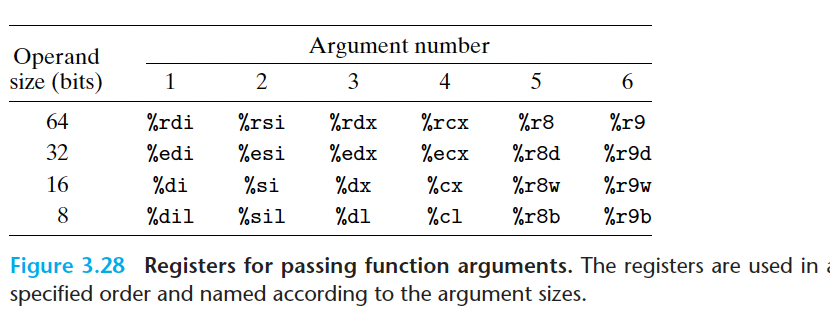 Operand size (bits) Argument number
1 2 3 4 5 6
64 %rdi %rsi %rdx %rcx %r8 %r9
32 %edi %esi %edx %ecx %r8d %r9d
16 %di %si %dx %cx %r8w %r9w
8 %dil %sil %dl %cl %r8b %r9b
Figure 3.28 Registers for passing function arguments. The registers are used in a
specified order and named according to the argument sizes.